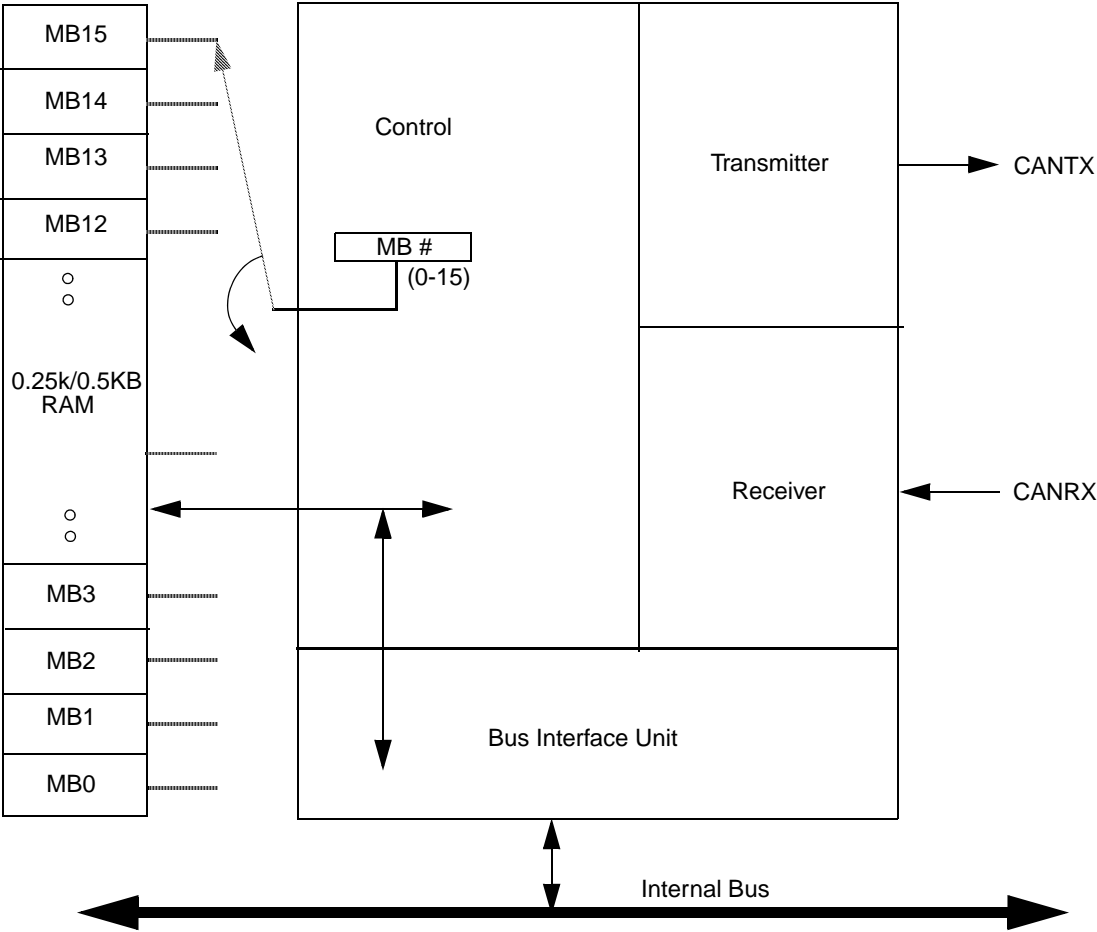 MB15
MB14
MB13
MB12
0.25k/0.5KB
RAM
MB3
MB2
MB1
MB0
Control
MB #
(0-15)
Transmitter
CANTX
Receiver
CANRX
Bus Interface Unit
Internal Bus